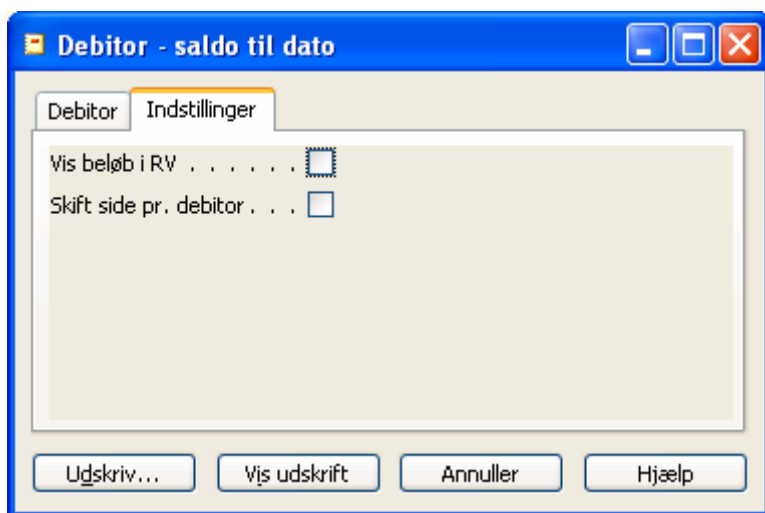 Debitor - saldo til dato
Debitor Indstillinger
Vis beløb i RV . . . . . .
Skift side pr. debitor . . .
Udskriv... Vis udskrift Annuller Hjælp